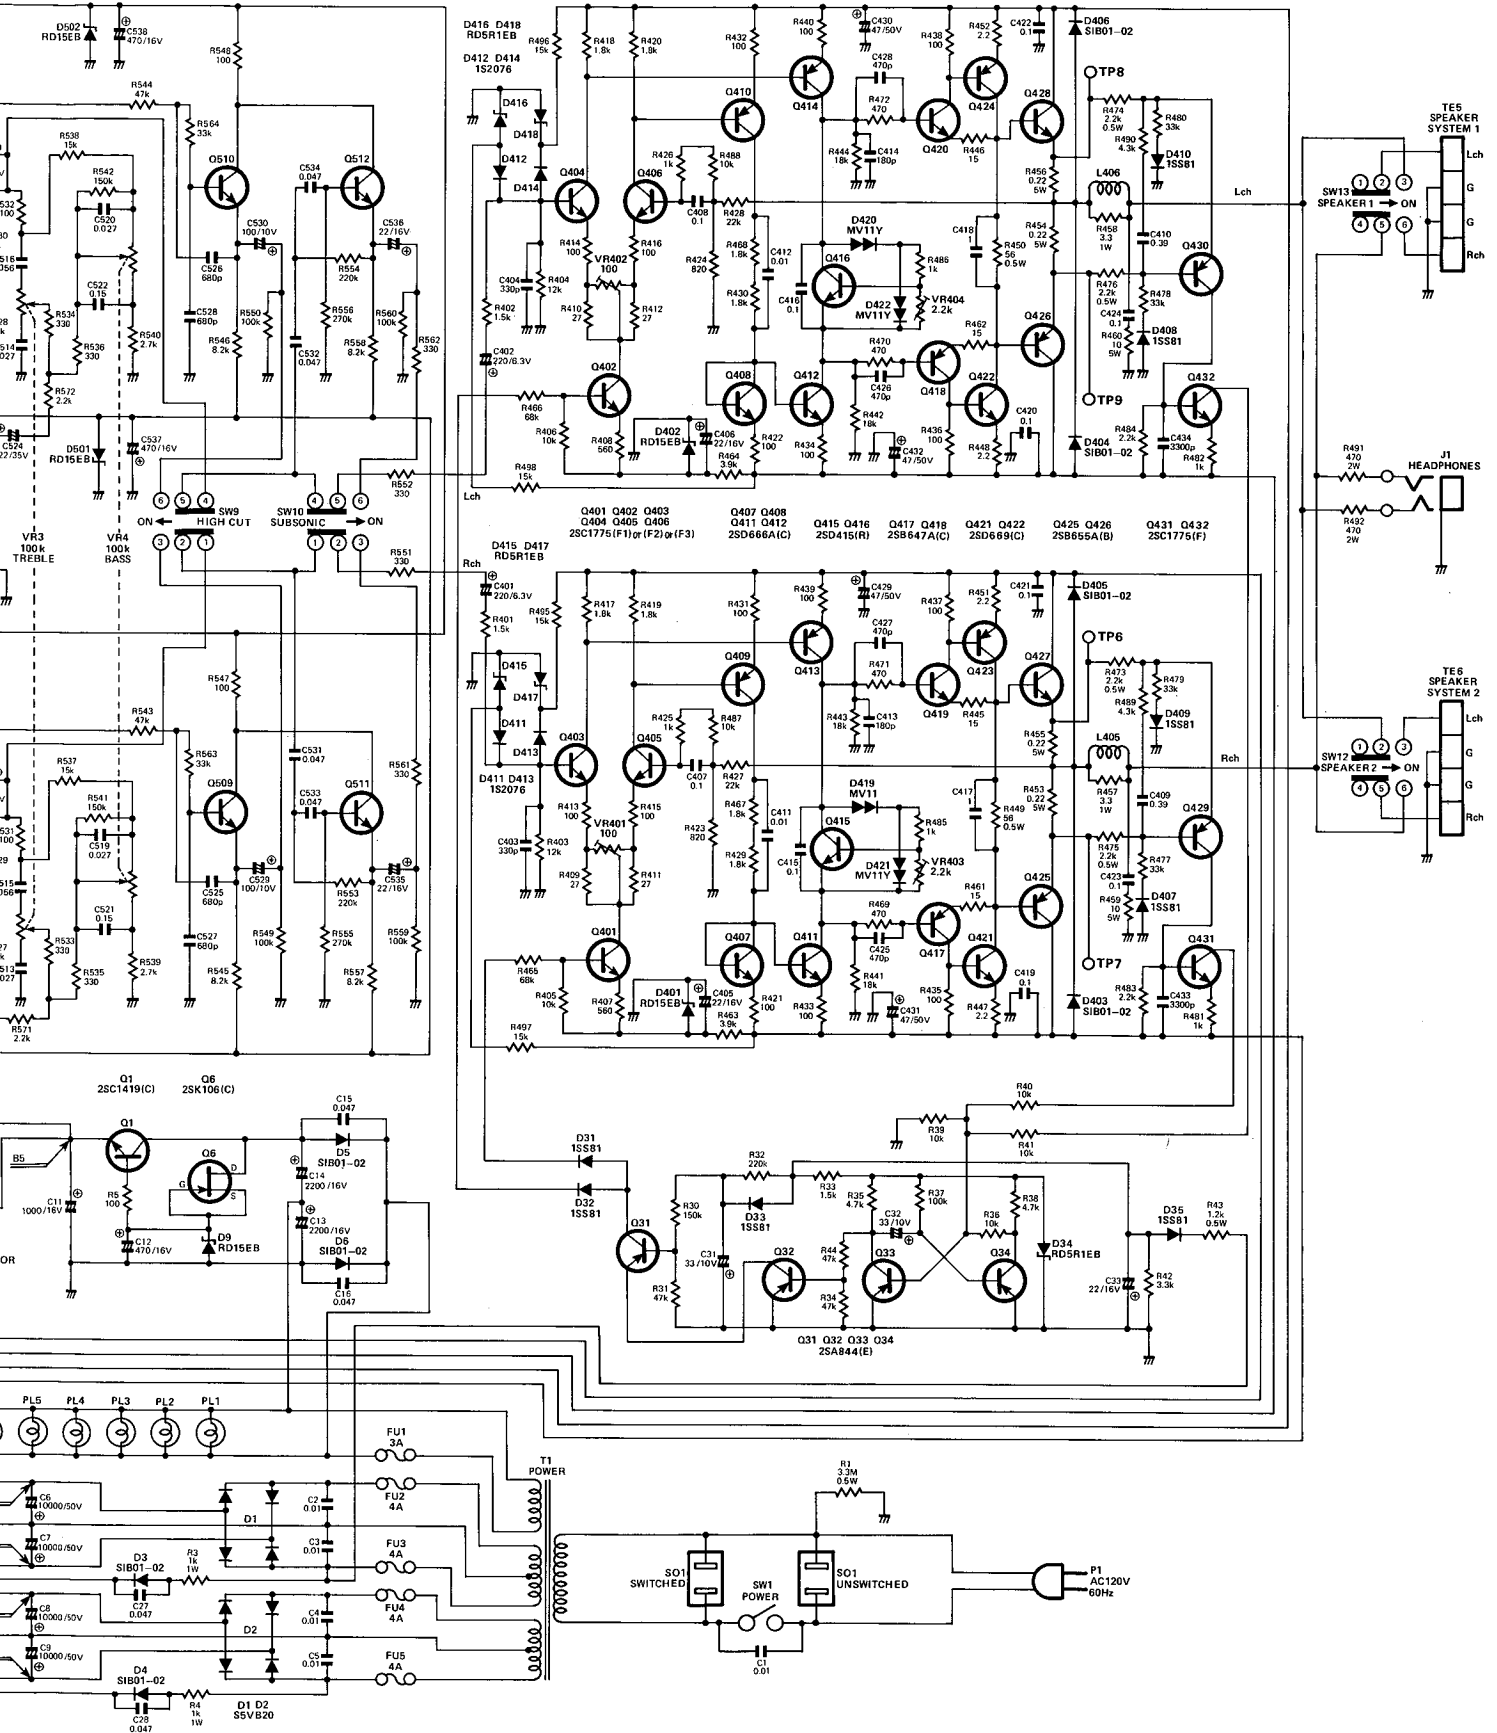 D502
RD15EB
C538
470/16V
R548
100
R544
47k
R564
33k
R538
15k
R542
150k
C520
0.027
C522
0.15
R534
330
R536
330
R540
2.7k
R572
2.2k
C524
22/35V
D501
RD15EB
C537
470/16V
Q510
C526
680p
C528
680p
R546
8.2k
C530
100/10V
R550
100k
C534
0.047
Q512
C536
22/16V
R554
220k
R556
270k
R558
8.2k
R560
100k
R562
330
C532
0.047
R552
330
R551
330
SW9
HIGH CUT
ON
SW10
SUBSONIC
ON
VR3
100k
TREBLE
VR4
100k
BASS
Lch
Rch
D416 D418
RD5R1EB
D412 D414
1S2076
R496
15k
R418
1.8k
R420
1.8k
D416
D418
D412
D414
Q404
Q406
R426
1k
R488
10k
C408
0.1
R428
22k
R414
100
R416
100
VR402
100
C404
330p
R404
12k
R402
1.5k
C402
220/6.3V
R410
27
R412
27
R424
820
Q402
R466
68k
R406
10k
R408
560
D402
RD15EB
C406
22/16V
R464
3.9k
R498
15k
R432
100
Q410
R468
1.8k
R430
1.8k
C412
0.01
Q408
R422
100
R440
100
Q414
C430
47/50V
C428
470p
R472
470
R444
18k
C414
180p
D420
MV11Y
Q416
C416
0.1
D422
MV11Y
R486
1k
VR404
2.2k
R470
470
C426
470p
Q412
R434
100
R442
18k
C432
47/50V
R438
100
R452
2.2
C422
0.1
Q420
Q424
Q428
R446
15
R456
0.22
5W
R454
0.22
5W
C418
1
R450
56
0.5W
R462
15
Q418
Q422
Q426
R436
100
R448
2.2
C420
0.1
D406
SIB01-02
D404
SIB01-02
TP8
TP9
R474
2.2k
0.5W
R490
4.3k
R480
33k
D410
1SS81
L406
R458
3.3
1W
C410
0.39
Q430
R476
2.2k
0.5W
C424
0.1
R478
33k
D408
1SS81
R460
10
5W
R484
2.2k
C434
3300p
Q432
R482
1k
Lch
SW13
SPEAKER 1 ON
TE5
SPEAKER
SYSTEM 1
Lch
G
G
Rch
R491
470
2W
R492
470
2W
J1
HEADPHONES
Q401 Q402 Q403
Q404 Q405 Q406
2SC1775(F1)or(F2)or(F3)
Q407 Q408
Q411 Q412
2SD666A(C)
Q415 Q416
2SD415(R)
Q417 Q418
2SB647A(C)
Q421 Q422
2SD669(C)
Q425 Q426
2SB655A(B)
Q431 Q432
2SC1775(F)
R547
100
R543
47k
R563
33k
R537
15k
R541
150k
C519
0.027
C521
0.15
R533
330
R535
330
R539
2.7k
R571
2.2k
Q509
C525
680p
C527
680p
R545
8.2k
C529
100/10V
R549
100k
C531
0.047
C533
0.047
Q511
R553
220k
R555
270k
R557
8.2k
C535
22/16V
R561
330
R559
100k
D415 D417
RD5R1EB
C401
220/6.3V
R401
1.5k
R495
15k
R417
1.8k
R419
1.8k
D415
D417
D411
D413
D411 D413
1S2076
Q403
Q405
R425
1k
R487
10k
C407
0.1
R427
22k
R413
100
R415
100
VR401
100
C403
330p
R403
12k
R409
27
R411
27
R423
820
Q401
R465
68k
R405
10k
R407
560
D401
RD15EB
C405
22/16V
R463
3.9k
R497
15k
R431
100
Q409
R467
1.8k
R429
1.8k
C411
0.01
Q407
R421
100
R439
100
Q413
C429
47/50V
C427
470p
R471
470
R443
18k
C413
180p
D419
MV11
Q415
C415
0.1
D421
MV11Y
R485
1k
VR403
2.2k
R469
470
C425
470p
Q411
R433
100
R441
18k
C431
47/50V
R437
100
R451
2.2
C421
0.1
Q419
Q423
Q427
R445
15
R455
0.22
5W
R453
0.22
5W
C417
1
R449
56
0.5W
R461
15
Q417
Q421
Q425
R435
100
R447
2.2
C419
0.1
D405
SIB01-02
D403
SIB01-02
TP6
TP7
R473
2.2k
0.5W
R489
4.3k
R479
33k
D409
1SS81
L405
R457
3.3
1W
C409
0.39
Q429
R475
2.2k
0.5W
C423
0.1
R477
33k
D407
1SS81
R459
10
5W
R483
2.2k
C433
3300p
Q431
R481
1k
Rch
SW12
SPEAKER 2 ON
TE6
SPEAKER
SYSTEM 2
Lch
G
G
Rch
Q1
2SC1419(C)
Q6
2SK106(C)
B5
Q1
Q6
G
D
S
C11
1000/16V
R5
100
C12
470/16V
D9
RD15EB
C15
0.047
D5
SIB01-02
C14
2200/16V
C13
2200/16V
D6
SIB01-02
C16
0.047
OR
D31
1SS81
D32
1SS81
Q31
R30
150k
R31
47k
C31
33/10V
R32
220k
D33
1SS81
Q32
R33
1.5k
R35
4.7k
C32
33/10V
R37
100k
R44
47k
R34
47k
Q33
Q34
R36
10k
R38
4.7k
R39
10k
R40
10k
R41
10k
D34
RD5R1EB
C33
22/16V
R42
3.3k
D35
1SS81
R43
1.2k
0.5W
Q31 Q32 Q33 Q34
2SA844(E)
PL5
PL4
PL3
PL2
PL1
FU1
3A
FU2
4A
FU3
4A
FU4
4A
FU5
4A
T1
POWER
C6
10000/50V
C7
10000/50V
C8
10000/50V
C9
10000/50V
D1
D2
C2
0.01
C3
0.01
C4
0.01
C5
0.01
D3
SIB01-02
C27
0.047
R3
1k
1W
D4
SIB01-02
C28
0.047
R4
1k
1W
D1 D2
S5VB20
R1
3.3M
0.5W
SO1
SWITCHED
SW1
POWER
SO1
UNSWITCHED
C1
0.01
P1
AC120V
60Hz